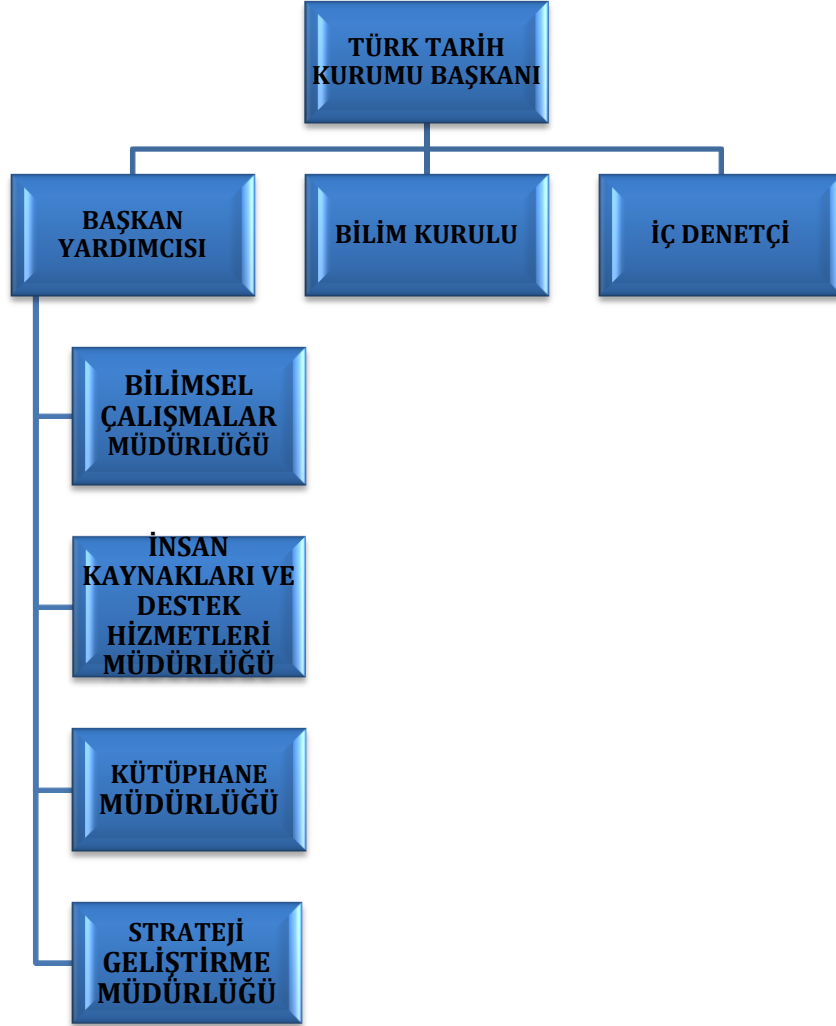 TÜRK TARİH
KURUMU BAŞKANI
BAŞKAN
YARDIMCISI
BİLİM KURULU
İÇ DENETÇİ
BİLİMSEL
ÇALIŞMALAR
MÜDÜRLÜĞÜ
İNSAN
KAYNAKLARI VE
DESTEK
HİZMETLERİ
MÜDÜRLÜĞÜ
KÜTÜPHANE
MÜDÜRLÜĞÜ
STRATEJİ
GELİŞTİRME
MÜDÜRLÜĞÜ